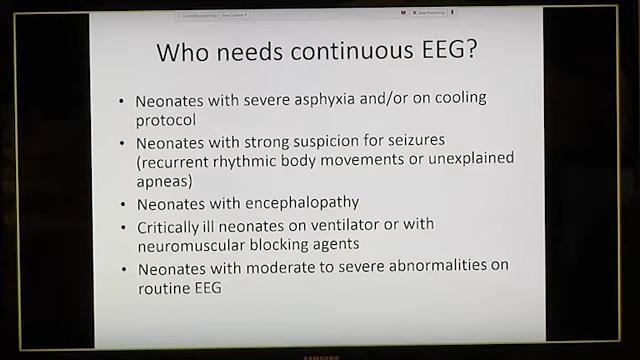 Who needs continuous EEG?
• Neonates with severe asphyxia and/or on cooling
protocol
• Neonates with strong suspicion for seizures
(recurrent rhythmic body movements or unexplained
apneas)
• Neonates with encephalopathy
• Critically ill neonates on ventilator or with
neuromuscular blocking agents
• Neonates with moderate to severe abnormalities on
routine EEG
SAMSUNG